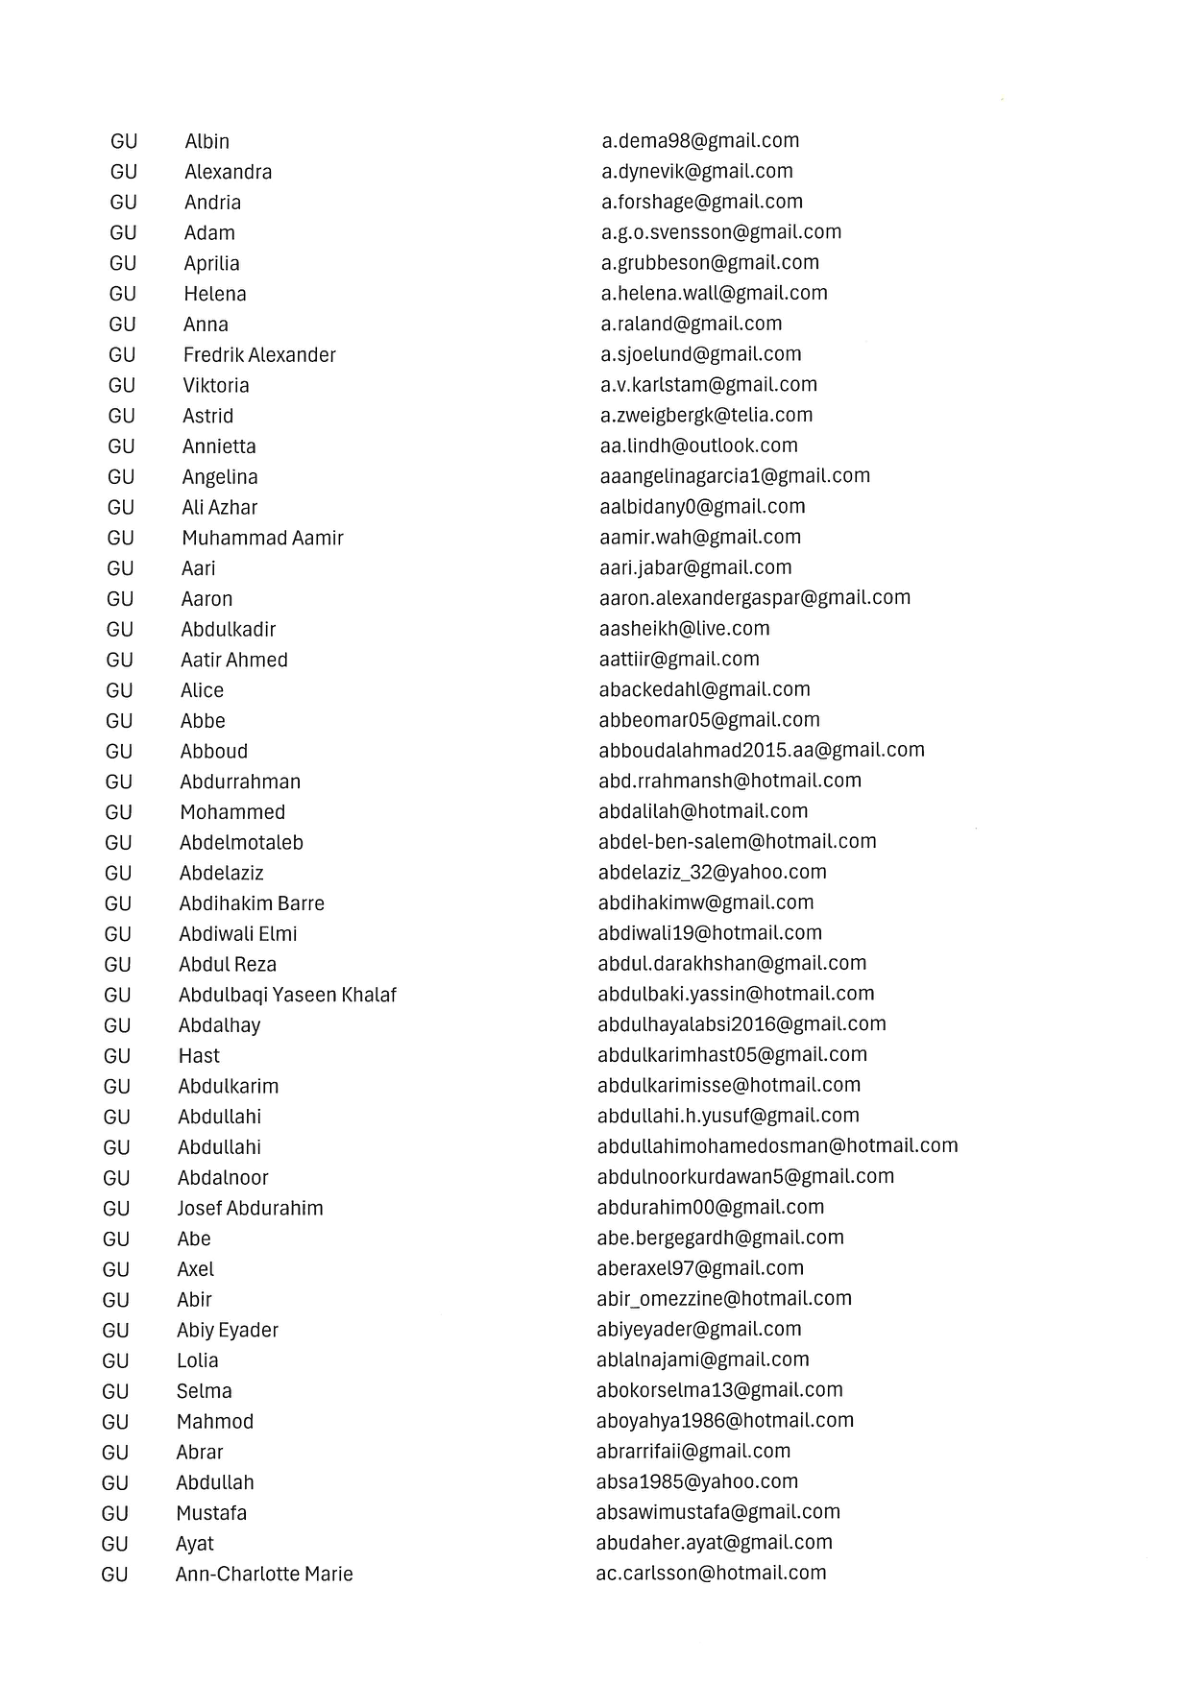 GU Albin a.dema98@gmail.com
GU Alexandra a.dynevik@gmail.com
GU Andria a.forshage@gmail.com
GU Adam a.g.o.svensson@gmail.com
GU Aprilia a.grubbeson@gmail.com
GU Helena a.helena.wall@gmail.com
GU Anna a.raland@gmail.com
GU Fredrik Alexander a.sjoelund@gmail.com
GU Viktoria a.v.karlstam@gmail.com
GU Astrid a.zweigbergk@telia.com
GU Annietta aa.lindh@outlook.com
GU Angelina aaangelinagarcia1@gmail.com
GU Ali Azhar aalbidany0@gmail.com
GU Muhammad Aamir aamir.wah@gmail.com
GU Aari aari.jabar@gmail.com
GU Aaron aaron.alexandergaspar@gmail.com
GU Abdulkadir aasheikh@live.com
GU Aatir Ahmed aattiir@gmail.com
GU Alice abackedahl@gmail.com
GU Abbe abbeomar05@gmail.com
GU Abboud abboudalahmad2015.aa@gmail.com
GU Abdurrahman abd.rrahmansh@hotmail.com
GU Mohammed abdalilah@hotmail.com
GU Abdelmotaleb abdel-ben-salem@hotmail.com
GU Abdelaziz abdelaziz_32@yahoo.com
GU Abdihakim Barre abdihakimw@gmail.com
GU Abdiwali Elmi abdiwali19@hotmail.com
GU Abdul Reza abdul.darakhshan@gmail.com
GU Abdulbaqi Yaseen Khalaf abdulbaki.yassin@hotmail.com
GU Abdalhay abdulhayalabsi2016@gmail.com
GU Hast abdulkarimhast05@gmail.com
GU Abdulkarim abdulkarimisse@hotmail.com
GU Abdullahi abdullahi.h.yusuf@gmail.com
GU Abdullahi abdullahimohamedosman@hotmail.com
GU Abdalnoor abdulnoorkurdawan5@gmail.com
GU Josef Abdurahim abdurahim00@gmail.com
GU Abe abe.bergegardh@gmail.com
GU Axel aberaxel97@gmail.com
GU Abir abir_omezzine@hotmail.com
GU Abiy Eyader abiyeyader@gmail.com
GU Lolia ablalnajami@gmail.com
GU Selma abokorselma13@gmail.com
GU Mahmod aboyahya1986@hotmail.com
GU Abrar abrarrifaii@gmail.com
GU Abdullah absa1985@yahoo.com
GU Mustafa absawimustafa@gmail.com
GU Ayat abudaher.ayat@gmail.com
GU Ann-Charlotte Marie ac.carlsson@hotmail.com